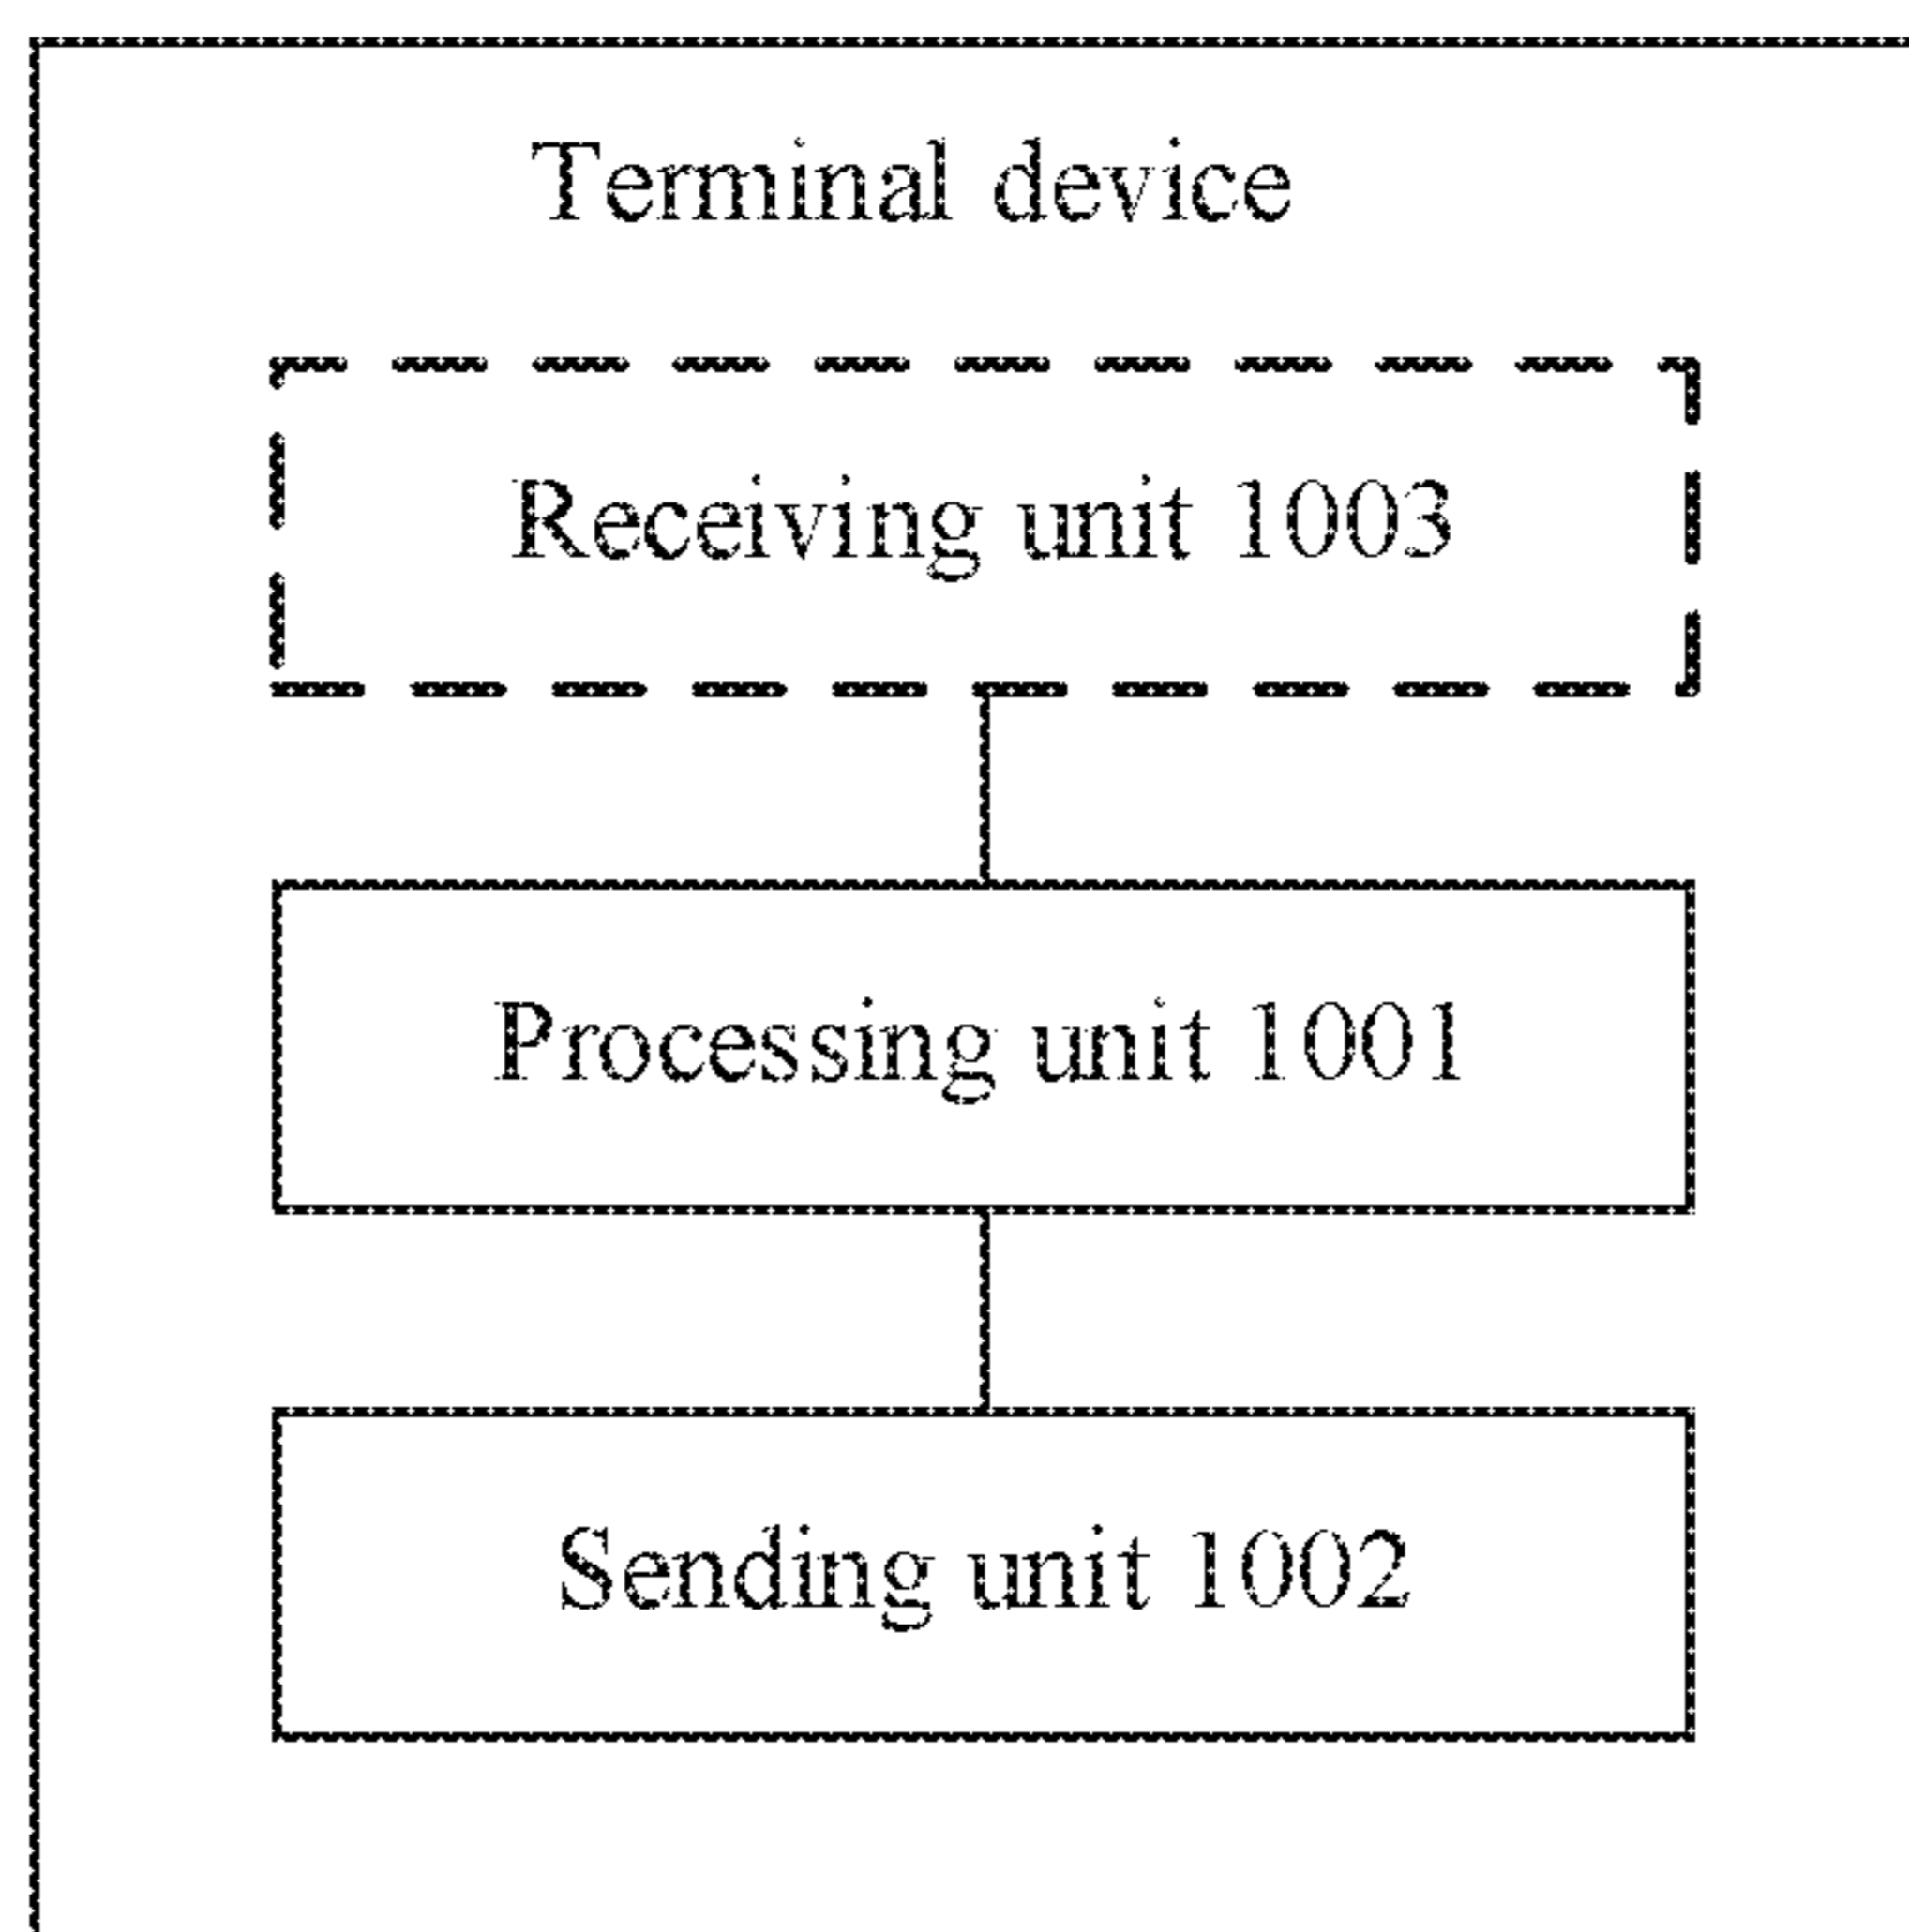 Terminal device
Receiving unit 1003
Processing unit 1001
Sending unit 1002